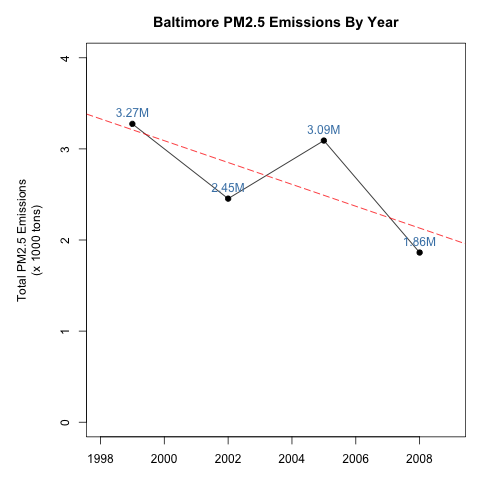 Baltimore PM2.5 Emissions By Year
Total PM2.5 Emissions
(x 1000 tons)
4
3
2
1
0
3.27M
2.45M
3.09M
1.86M
1998 2000 2002 2004 2006 2008